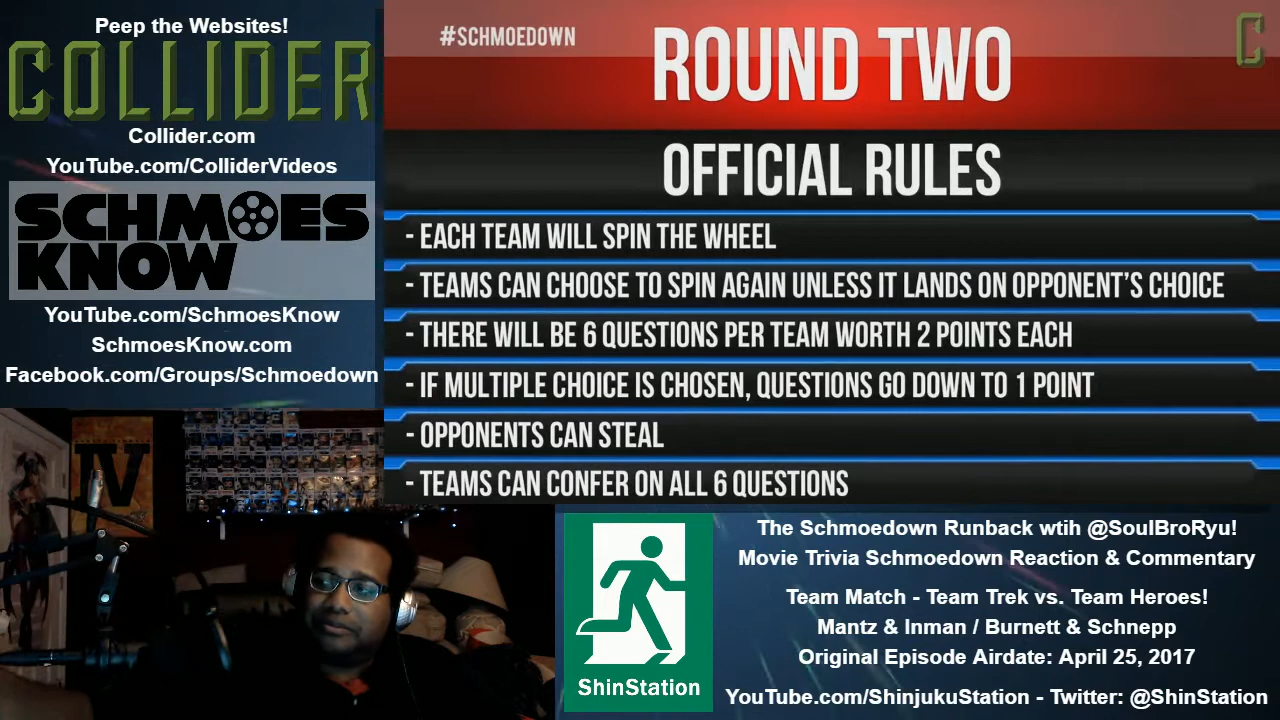 Peep the Websites!
COLLIDER
Collider.com
YouTube.com/ColliderVideos
SCHMOES
KNOW
YouTube.com/SchmoesKnow
SchmoesKnow.com
Facebook.com/Groups/Schmoedown
#SCHMOEDOWN
C
ROUND TWO
OFFICIAL RULES
- EACH TEAM WILL SPIN THE WHEEL
- TEAMS CAN CHOOSE TO SPIN AGAIN UNLESS IT LANDS ON OPPONENT'S CHOICE
- THERE WILL BE 6 QUESTIONS PER TEAM WORTH 2 POINTS EACH
- IF MULTIPLE CHOICE IS CHOSEN, QUESTIONS GO DOWN TO 1 POINT
- OPPONENTS CAN STEAL
- TEAMS CAN CONFER ON ALL 6 QUESTIONS
IV
ShinStation
The Schmoedown Runback wtih @SoulBroRyu!
Movie Trivia Schmoedown Reaction & Commentary
Team Match - Team Trek vs. Team Heroes!
Mantz & Inman / Burnett & Schnepp
Original Episode Airdate: April 25, 2017
YouTube.com/ShinjukuStation - Twitter: @ShinStation